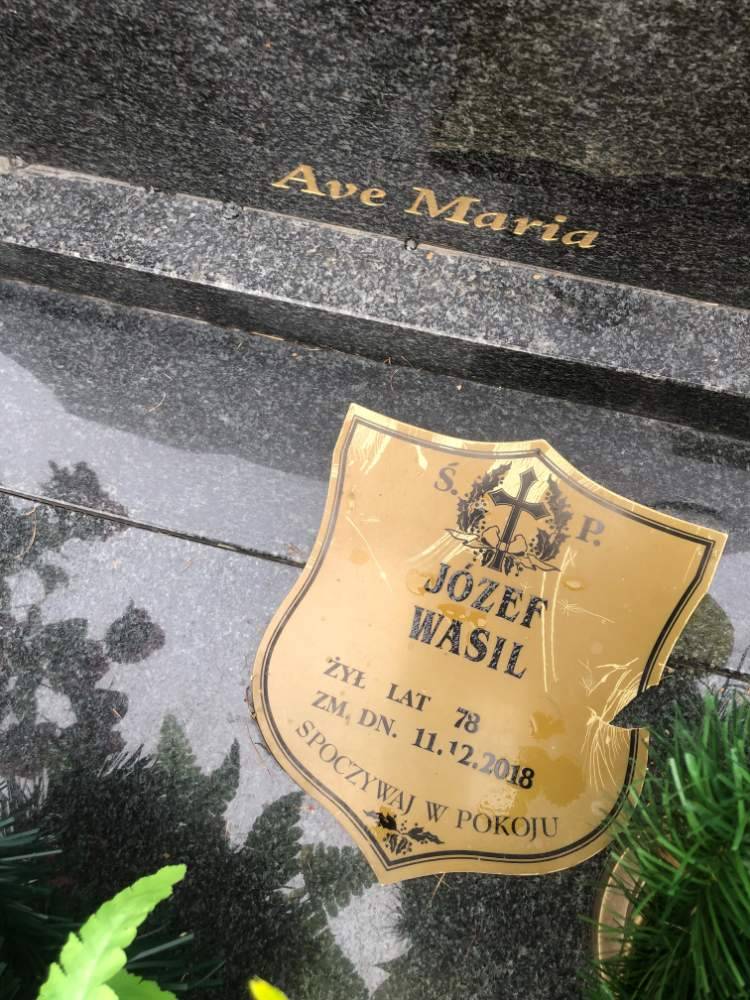 Ave Maria
Ś. P.
JÓZEF
WASIL
ŻYŁ LAT 78
ZM. DN. 11.12.2018
SPOCZYWAJ W POKOJU